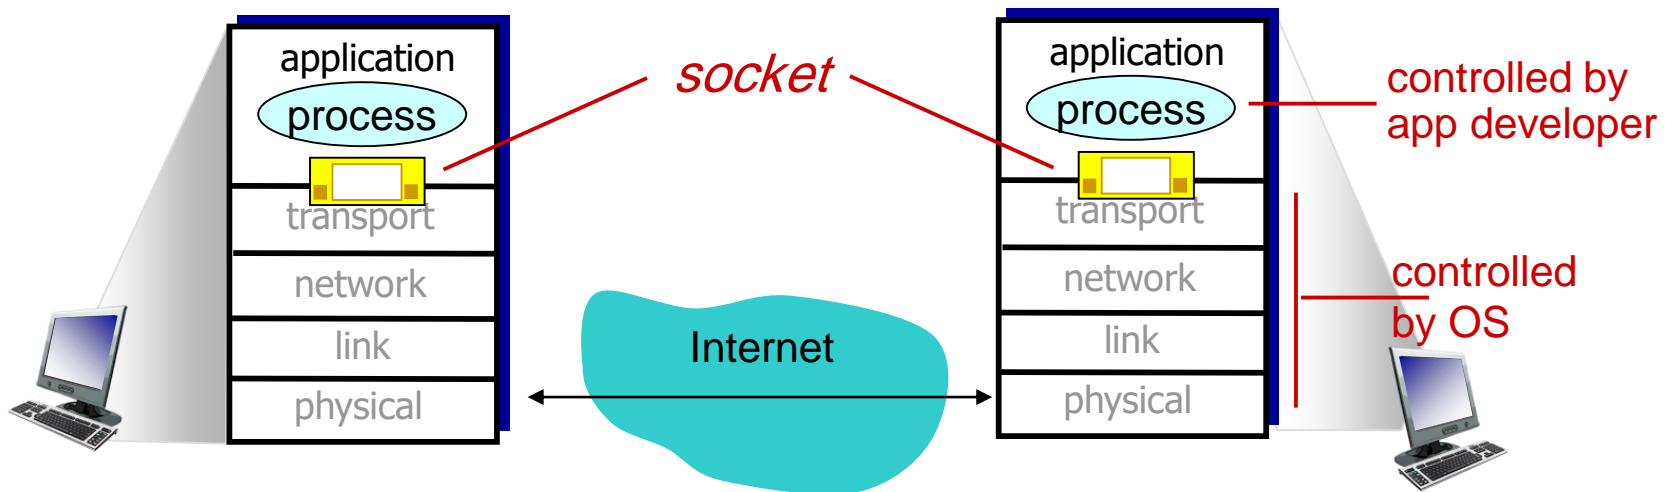 application
process
transport
network
link
physical
socket
Internet
application
process
transport
network
link
physical
controlled by
app developer
controlled
by OS